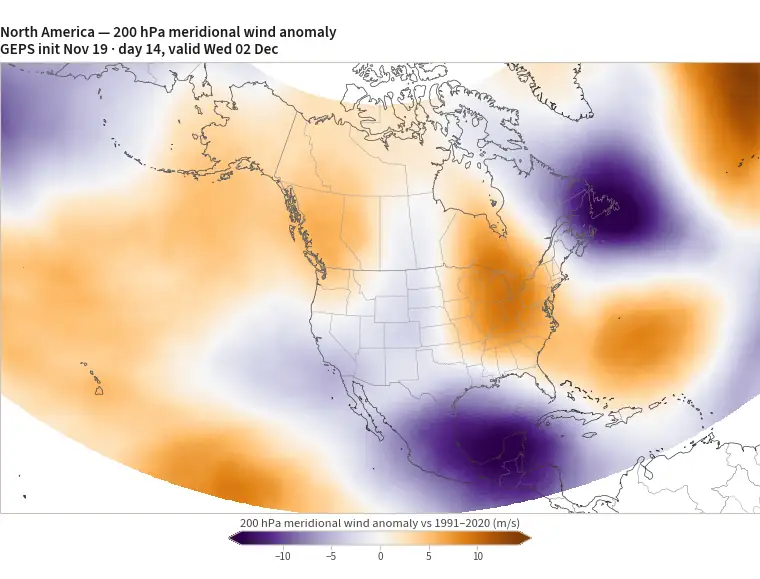 North America — 200 hPa meridional wind anomaly
GEPS init Nov 19 · day 14, valid Wed 02 Dec
200 hPa meridional wind anomaly vs 1991–2020 (m/s)
−10 −5 0 5 10